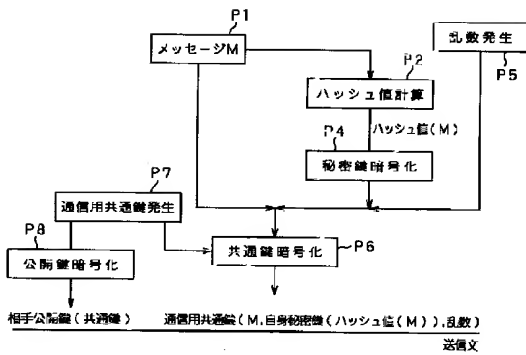 P1
メッセージM
乱数発生
P5
P2
ハッシュ値計算
ハッシュ値(M)
P4
秘密鍵暗号化
P7
通信用共通鍵発生
P8
公開鍵暗号化
共通鍵暗号化
P6
相手公開鍵(共通鍵) 通信用共通鍵(M,自身秘密鍵(ハッシュ値(M)),乱数)
送信文